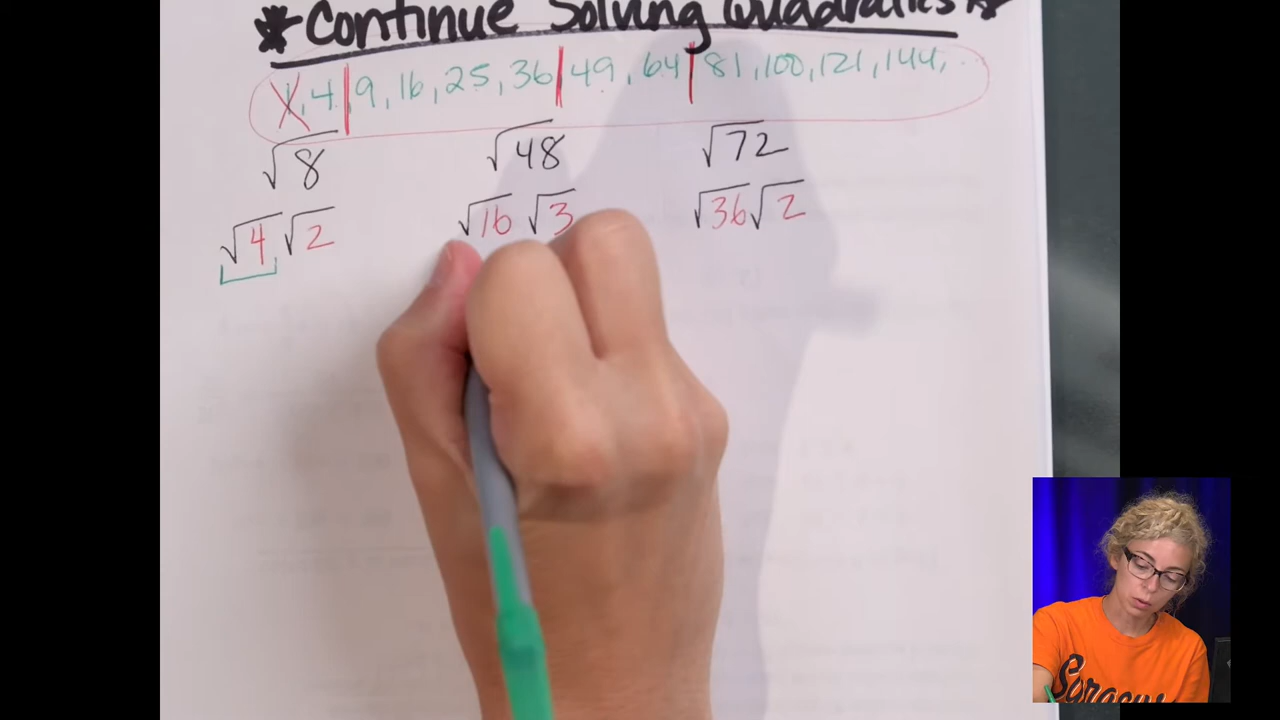 *Continue Solving Quadratics*
1, 4, 9, 16, 25, 36, 49, 64, 81, 100, 121, 144, ..
√8 √48 √72
√4 √2 √16 √3 √36 √2